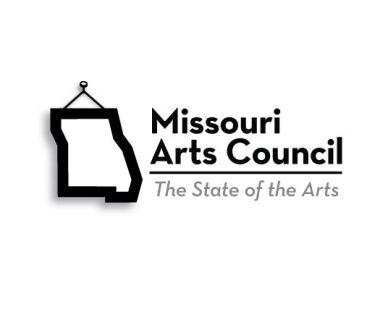 Missouri
Arts Council
The State of the Arts